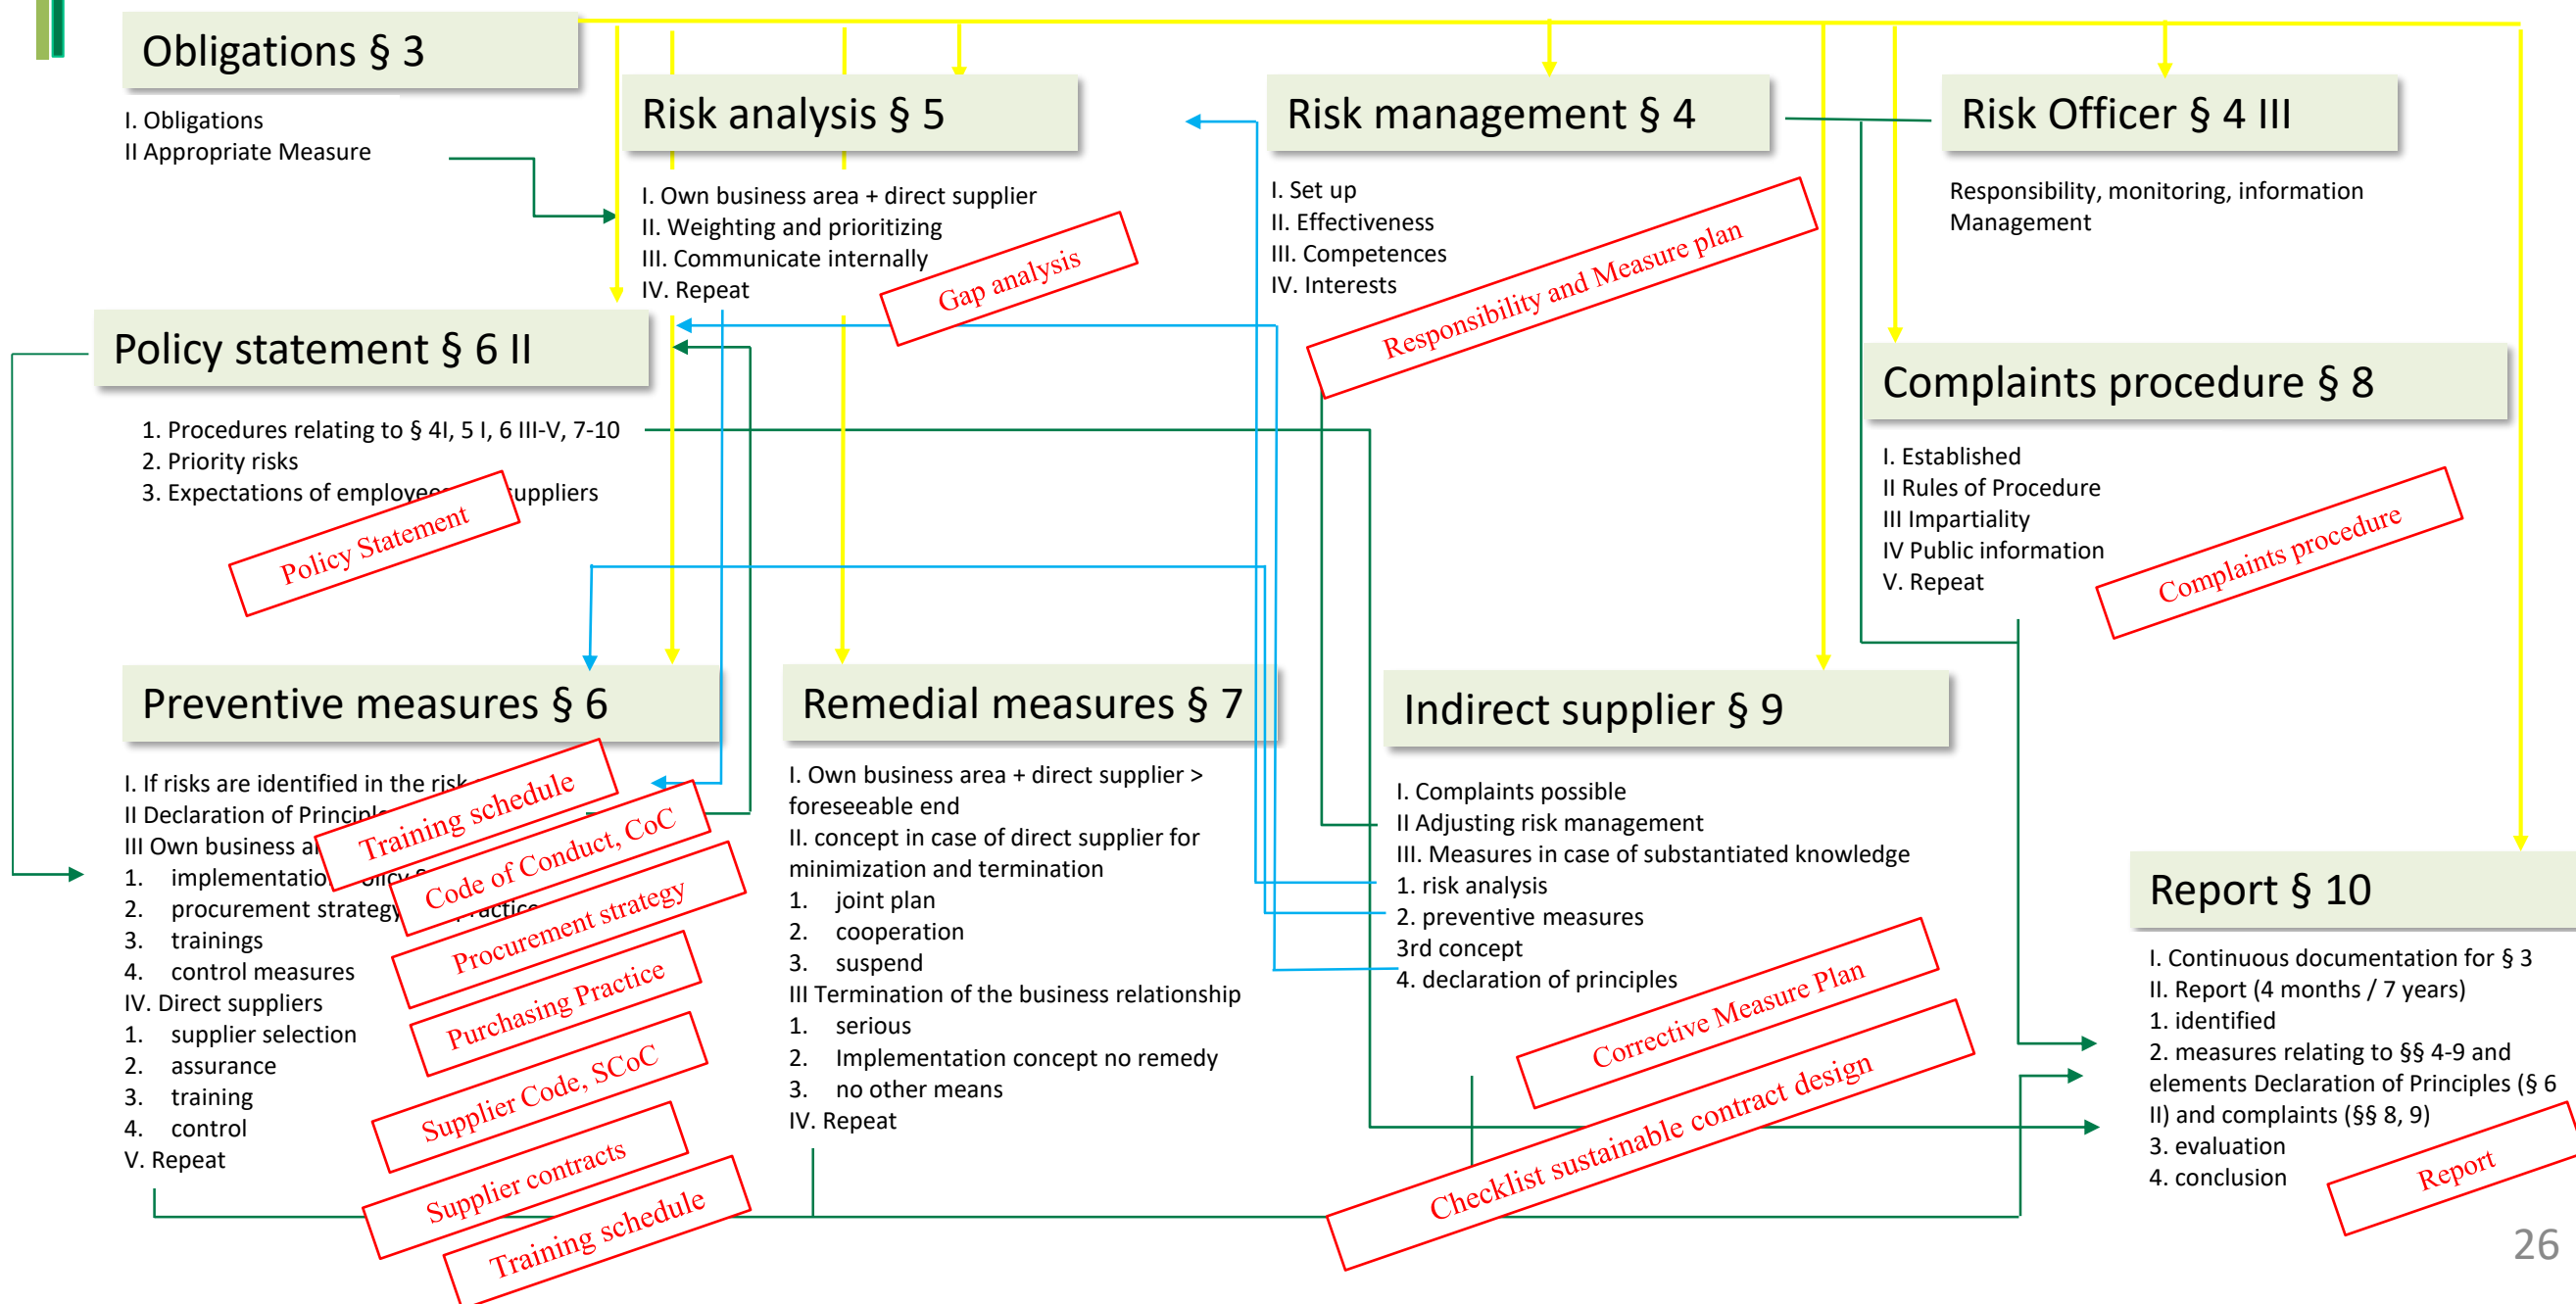 Obligations § 3
I. Obligations
II Appropriate Measure
Risk analysis § 5
I. Own business area + direct supplier
II. Weighting and prioritizing
III. Communicate internally
IV. Repeat
Gap analysis
Risk management § 4
I. Set up
II. Effectiveness
III. Competences
IV. Interests
Responsibility and Measure plan
Risk Officer § 4 III
Responsibility, monitoring, information
Management
Policy statement § 6 II
1. Procedures relating to § 4I, 5 I, 6 III-V, 7-10
2. Priority risks
3. Expectations of employee uppliers
Policy Statement
Complaints procedure § 8
I. Established
II Rules of Procedure
III Impartiality
IV Public information
V. Repeat
Complaints procedure
Preventive measures § 6
I. If risks are identified in the risk
II Declaration of Principle
III Own business a
1. implementatio olicy
2. procurement strategy practice
3. trainings
4. control measures
IV. Direct suppliers
1. supplier selection
2. assurance
3. training
4. control
V. Repeat
Training schedule
Code of Conduct, CoC
Procurement strategy
Purchasing Practice
Supplier Code, SCoC
Supplier contracts
Training schedule
Remedial measures § 7
I. Own business area + direct supplier >
foreseeable end
II. concept in case of direct supplier for
minimization and termination
1. joint plan
2. cooperation
3. suspend
III Termination of the business relationship
1. serious
2. Implementation concept no remedy
3. no other means
IV. Repeat
Indirect supplier § 9
I. Complaints possible
II Adjusting risk management
III. Measures in case of substantiated knowledge
1. risk analysis
2. preventive measures
3rd concept
4. declaration of principles
Corrective Measure Plan
Checklist sustainable contract design
Report § 10
I. Continuous documentation for § 3
II. Report (4 months / 7 years)
1. identified
2. measures relating to §§ 4-9 and
elements Declaration of Principles (§ 6
II) and complaints (§§ 8, 9)
3. evaluation
4. conclusion
Report
26